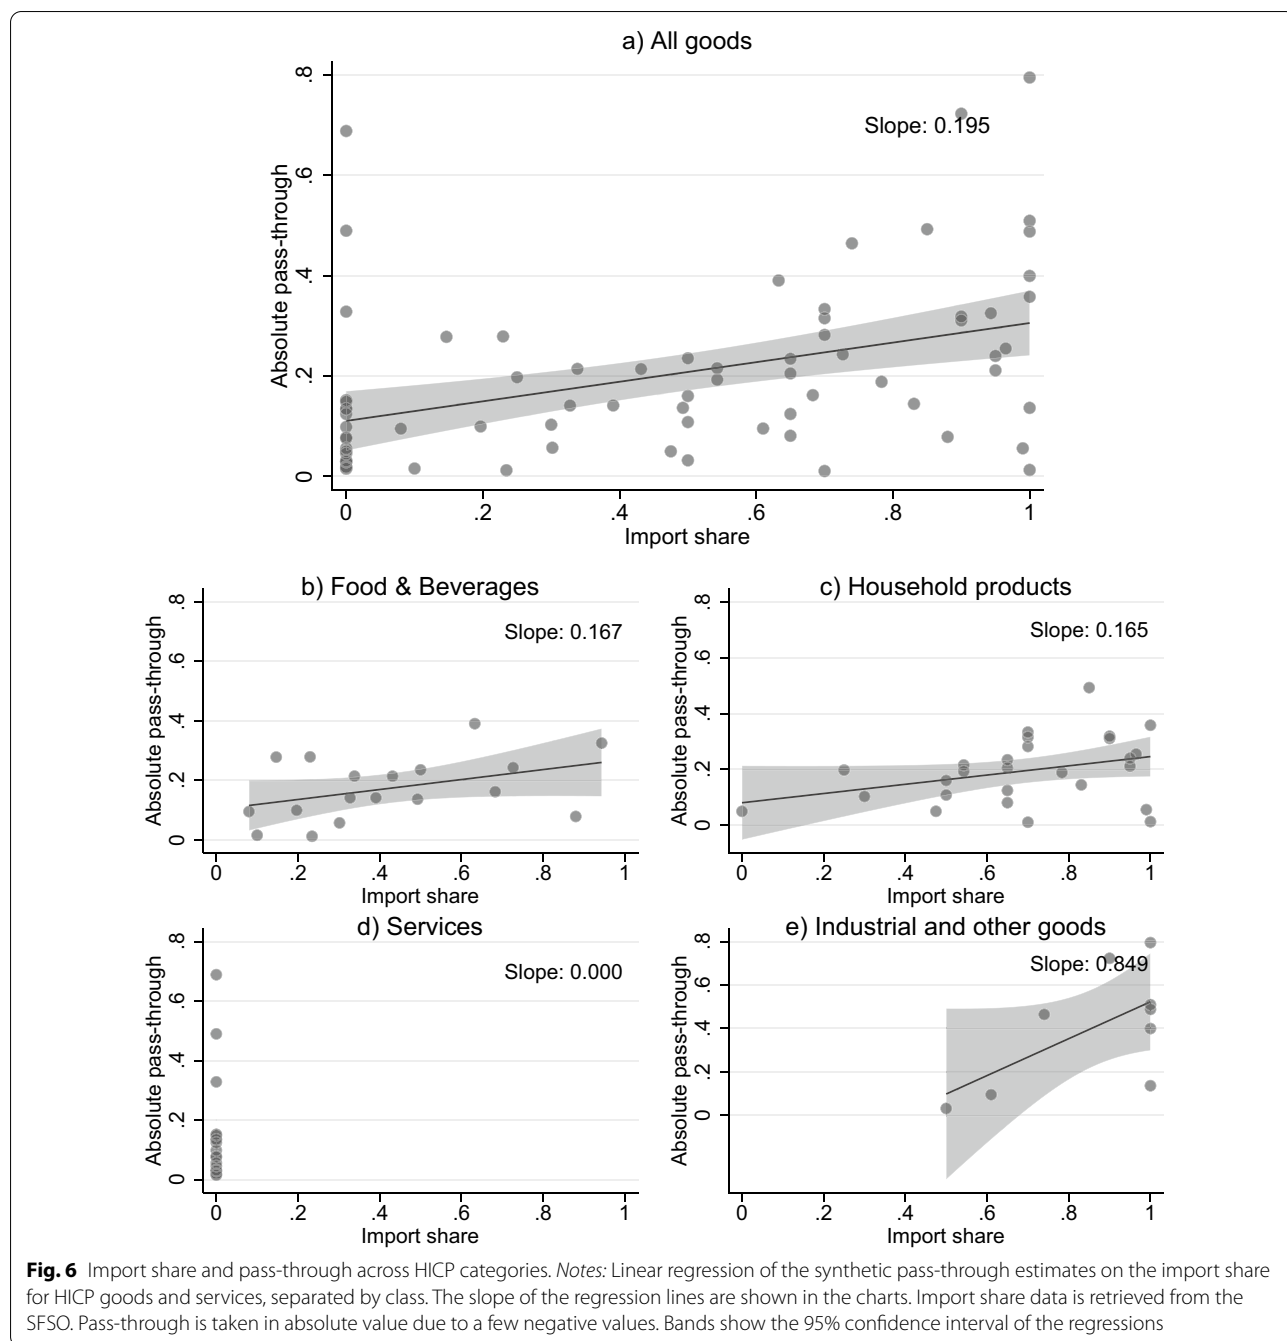 a) All goods
Slope: 0.195
Absolute pass-through
0 .2 .4 .6 .8
0 .2 .4 .6 .8 1
Import share
b) Food & Beverages
Slope: 0.167
Absolute pass-through
0 .2 .4 .6 .8
0 .2 .4 .6 .8 1
Import share
c) Household products
Slope: 0.165
Absolute pass-through
0 .2 .4 .6 .8
0 .2 .4 .6 .8 1
Import share
d) Services
Slope: 0.000
Absolute pass-through
0 .2 .4 .6 .8
0 .2 .4 .6 .8 1
Import share
e) Industrial and other goods
Slope: 0.849
Absolute pass-through
0 .2 .4 .6 .8
0 .2 .4 .6 .8 1
Import share
Fig. 6 Import share and pass-through across HICP categories. Notes: Linear regression of the synthetic pass-through estimates on the import share
for HICP goods and services, separated by class. The slope of the regression lines are shown in the charts. Import share data is retrieved from the
SFSO. Pass-through is taken in absolute value due to a few negative values. Bands show the 95% confidence interval of the regressions